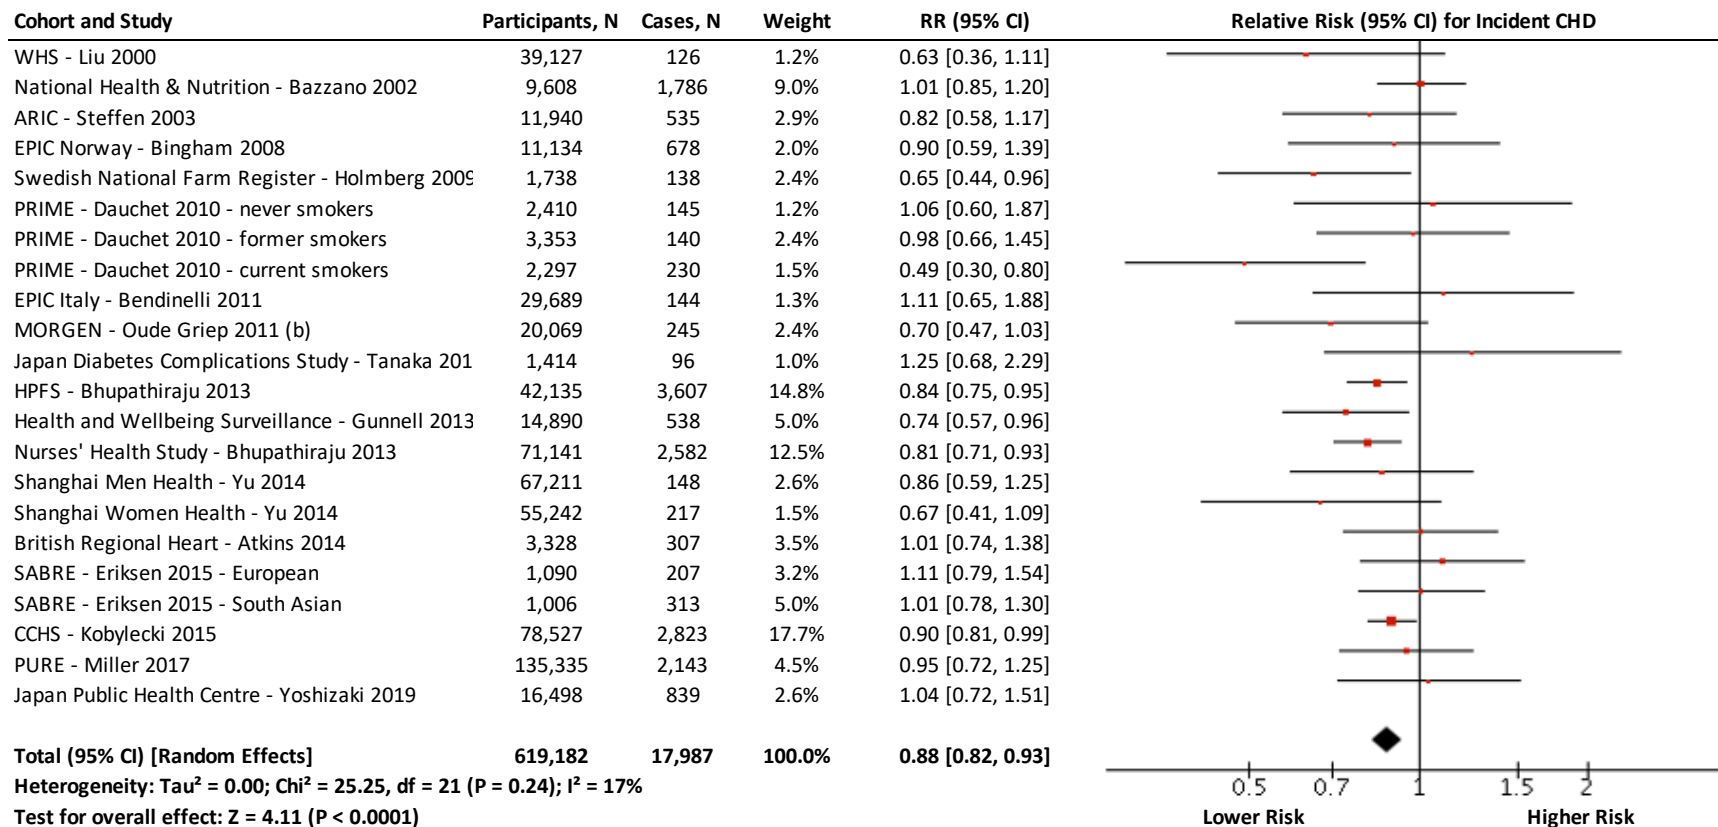 Cohort and Study Participants, N Cases, N Weight RR (95% CI) Relative Risk (95% CI) for Incident CHD
WHS - Liu 2000 39,127 126 1.2% 0.63 [0.36, 1.11]
National Health & Nutrition - Bazzano 2002 9,608 1,786 9.0% 1.01 [0.85, 1.20]
ARIC - Steffen 2003 11,940 535 2.9% 0.82 [0.58, 1.17]
EPIC Norway - Bingham 2008 11,134 678 2.0% 0.90 [0.59, 1.39]
Swedish National Farm Register - Holmberg 2009 1,738 138 2.4% 0.65 [0.44, 0.96]
PRIME - Dauchet 2010 - never smokers 2,410 145 1.2% 1.06 [0.60, 1.87]
PRIME - Dauchet 2010 - former smokers 3,353 140 2.4% 0.98 [0.66, 1.45]
PRIME - Dauchet 2010 - current smokers 2,297 230 1.5% 0.49 [0.30, 0.80]
EPIC Italy - Bendinelli 2011 29,689 144 1.3% 1.11 [0.65, 1.88]
MORGEN - Oude Griep 2011 (b) 20,069 245 2.4% 0.70 [0.47, 1.03]
Japan Diabetes Complications Study - Tanaka 201 1,414 96 1.0% 1.25 [0.68, 2.29]
HPFS - Bhupathiraju 2013 42,135 3,607 14.8% 0.84 [0.75, 0.95]
Health and Wellbeing Surveillance - Gunnell 2013 14,890 538 5.0% 0.74 [0.57, 0.96]
Nurses' Health Study - Bhupathiraju 2013 71,141 2,582 12.5% 0.81 [0.71, 0.93]
Shanghai Men Health - Yu 2014 67,211 148 2.6% 0.86 [0.59, 1.25]
Shanghai Women Health - Yu 2014 55,242 217 1.5% 0.67 [0.41, 1.09]
British Regional Heart - Atkins 2014 3,328 307 3.5% 1.01 [0.74, 1.38]
SABRE - Eriksen 2015 - European 1,090 207 3.2% 1.11 [0.79, 1.54]
SABRE - Eriksen 2015 - South Asian 1,006 313 5.0% 1.01 [0.78, 1.30]
CCHS - Kobylecki 2015 78,527 2,823 17.7% 0.90 [0.81, 0.99]
PURE - Miller 2017 135,335 2,143 4.5% 0.95 [0.72, 1.25]
Japan Public Health Centre - Yoshizaki 2019 16,498 839 2.6% 1.04 [0.72, 1.51]
Total (95% CI) [Random Effects] 619,182 17,987 100.0% 0.88 [0.82, 0.93]
Heterogeneity: Tau² = 0.00; Chi² = 25.25, df = 21 (P = 0.24); I² = 17%
0.5 0.7 1 1.5 2
Test for overall effect: Z = 4.11 (P < 0.0001) Lower Risk Higher Risk